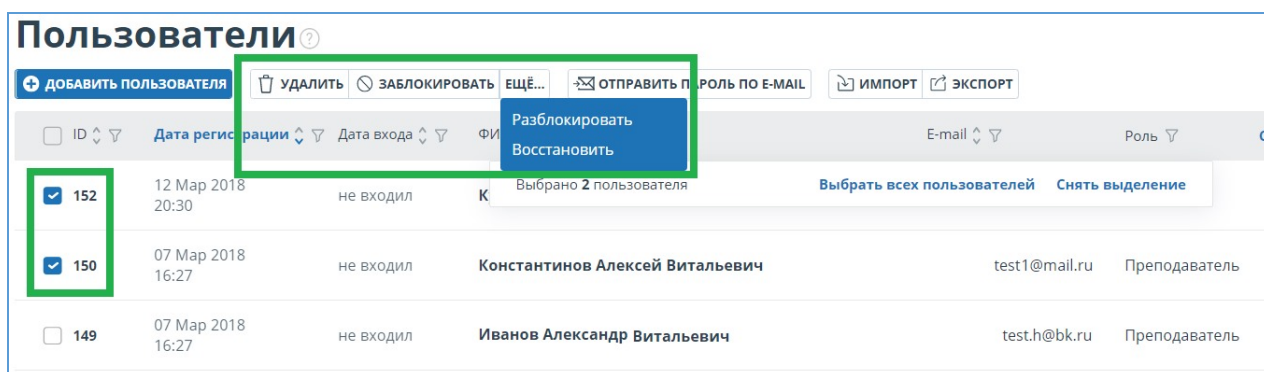 Пользователи ?
ДОБАВИТЬ ПОЛЬЗОВАТЕЛЯ УДАЛИТЬ ЗАБЛОКИРОВАТЬ ЕЩЁ... ОТПРАВИТЬ ПАРОЛЬ ПО E-MAIL ИМПОРТ ЭКСПОРТ
Разблокировать
Восстановить
ID Дата регистрации Дата входа E-mail Роль
Выбрано 2 пользователя Выбрать всех пользователей Снять выделение
152 12 Мар 2018 не входил
20:30
150 07 Мар 2018 не входил Константинов Алексей Витальевич test1@mail.ru Преподаватель
16:27
149 07 Мар 2018 не входил Иванов Александр Витальевич test.h@bk.ru Преподаватель
16:27